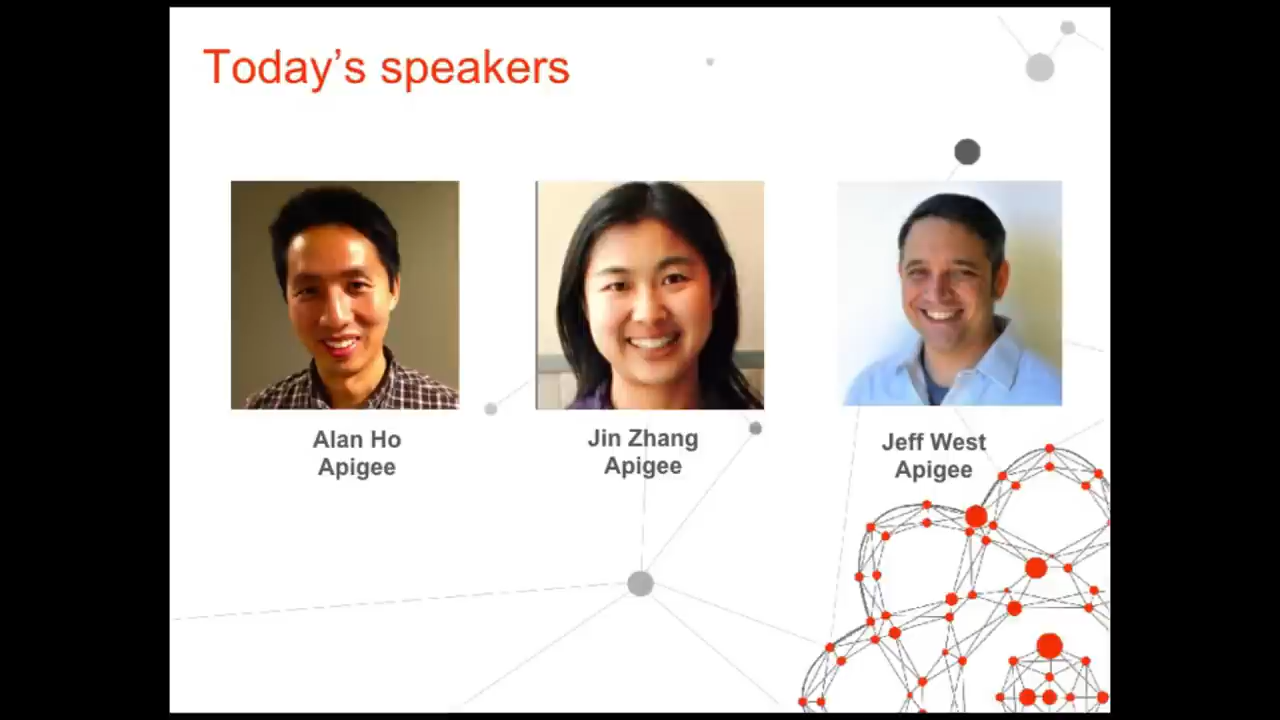 Today’s speakers
Alan Ho
Apigee
Jin Zhang
Apigee
Jeff West
Apigee